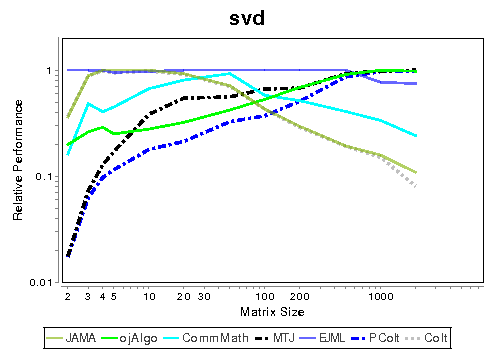 svd
Relative Performance
1
0.1
0.01
2 3 4 5 10 20 30 100 200 1000
Matrix Size
JAMA ojAlgo CommMath MTJ EJML PColt Colt